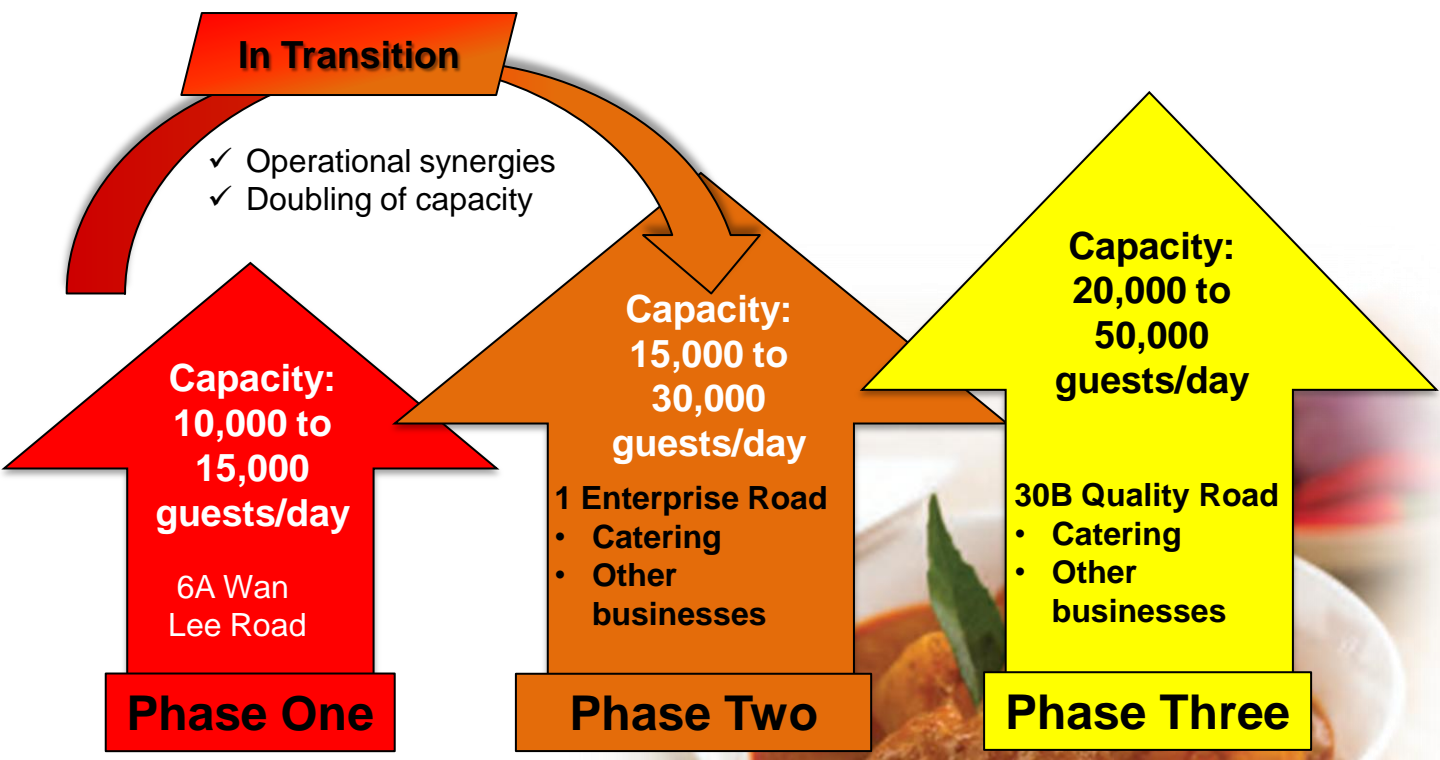 In Transition
✓ Operational synergies
✓ Doubling of capacity
Capacity:
10,000 to
15,000
guests/day
6A Wan
Lee Road
Phase One
Capacity:
15,000 to
30,000
guests/day
1 Enterprise Road
• Catering
• Other
businesses
Phase Two
Capacity:
20,000 to
50,000
guests/day
30B Quality Road
• Catering
• Other
businesses
Phase Three